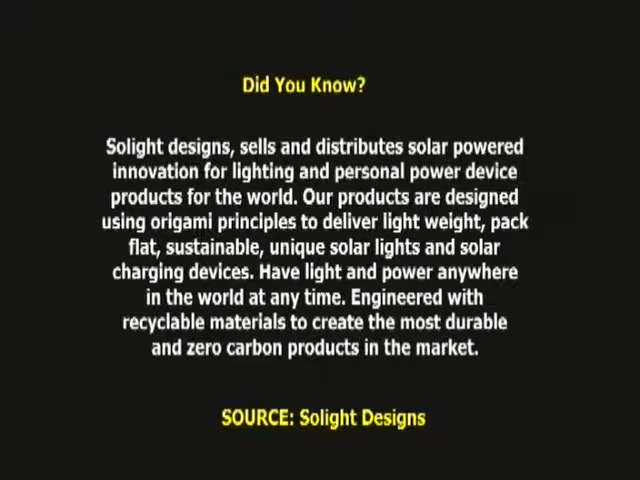 Did You Know?
Solight designs, sells and distributes solar powered
innovation for lighting and personal power device
products for the world. Our products are designed
using origami principles to deliver light weight, pack
flat, sustainable, unique solar lights and solar
charging devices. Have light and power anywhere
in the world at any time. Engineered with
recyclable materials to create the most durable
and zero carbon products in the market.
SOURCE: Solight Designs